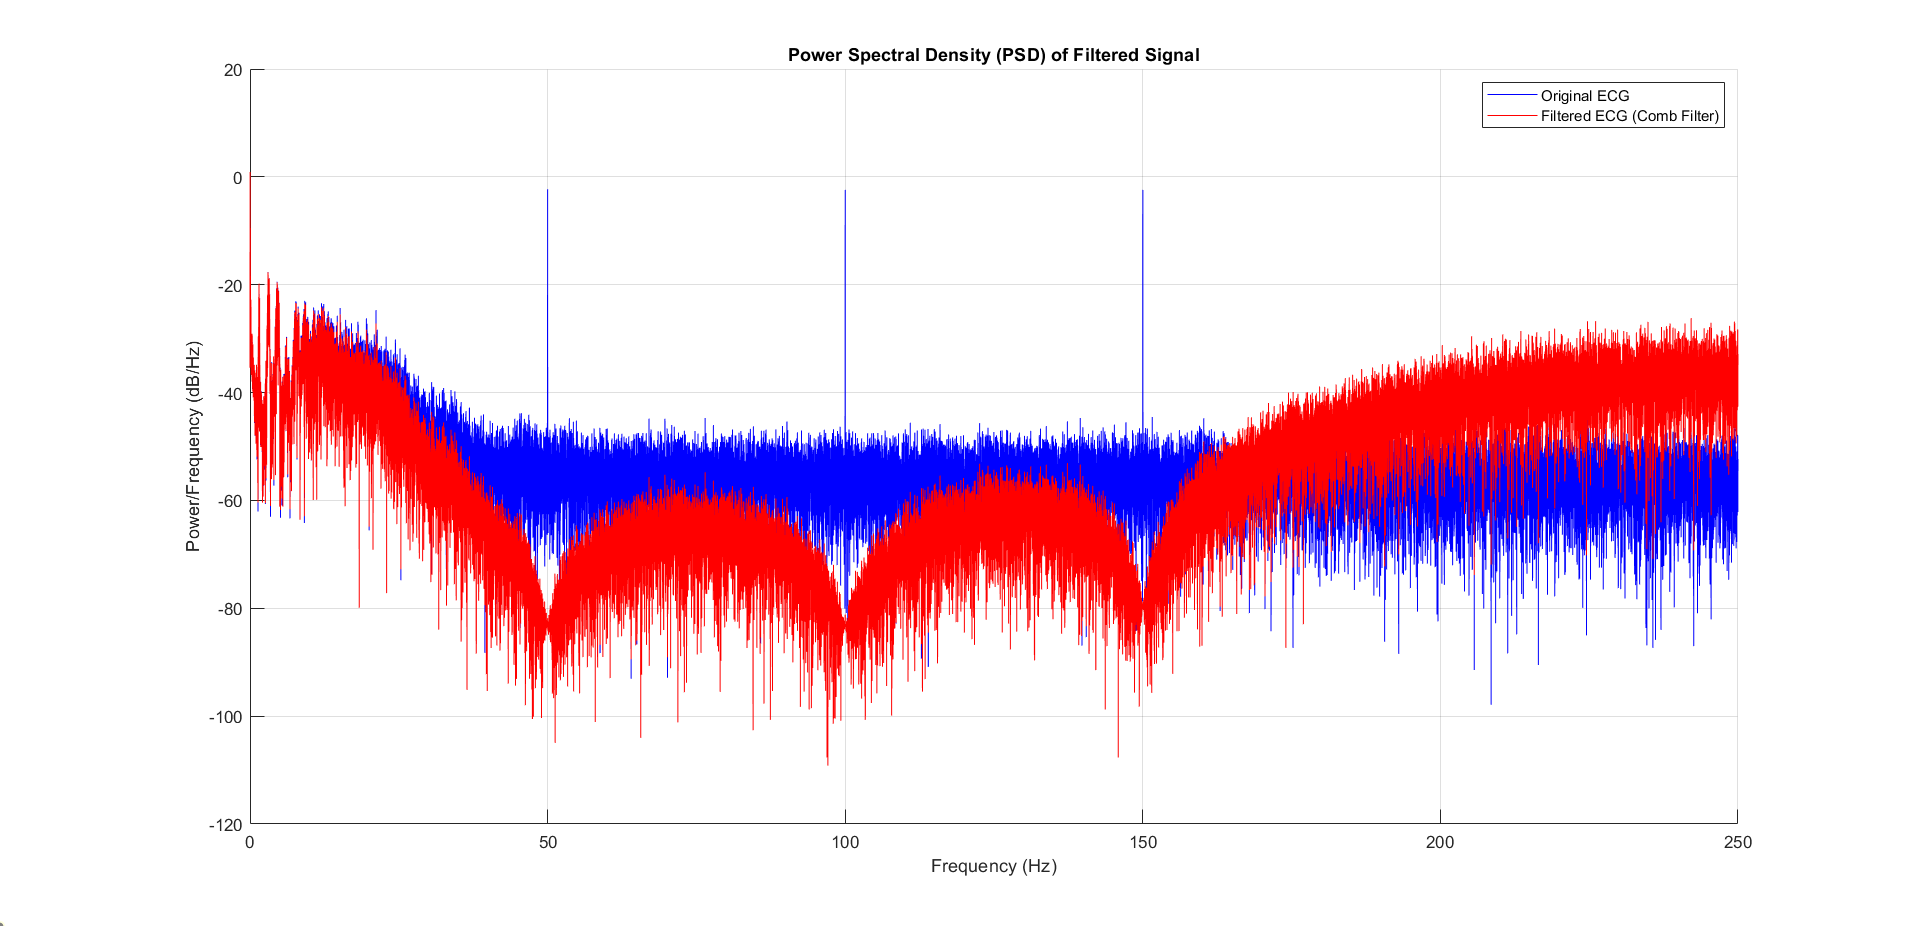 Power Spectral Density (PSD) of Filtered Signal
Original ECG
Filtered ECG (Comb Filter)
20
0
-20
-40
-60
-80
-100
-120
Power/Frequency (dB/Hz)
0 50 100 150 200 250
Frequency (Hz)